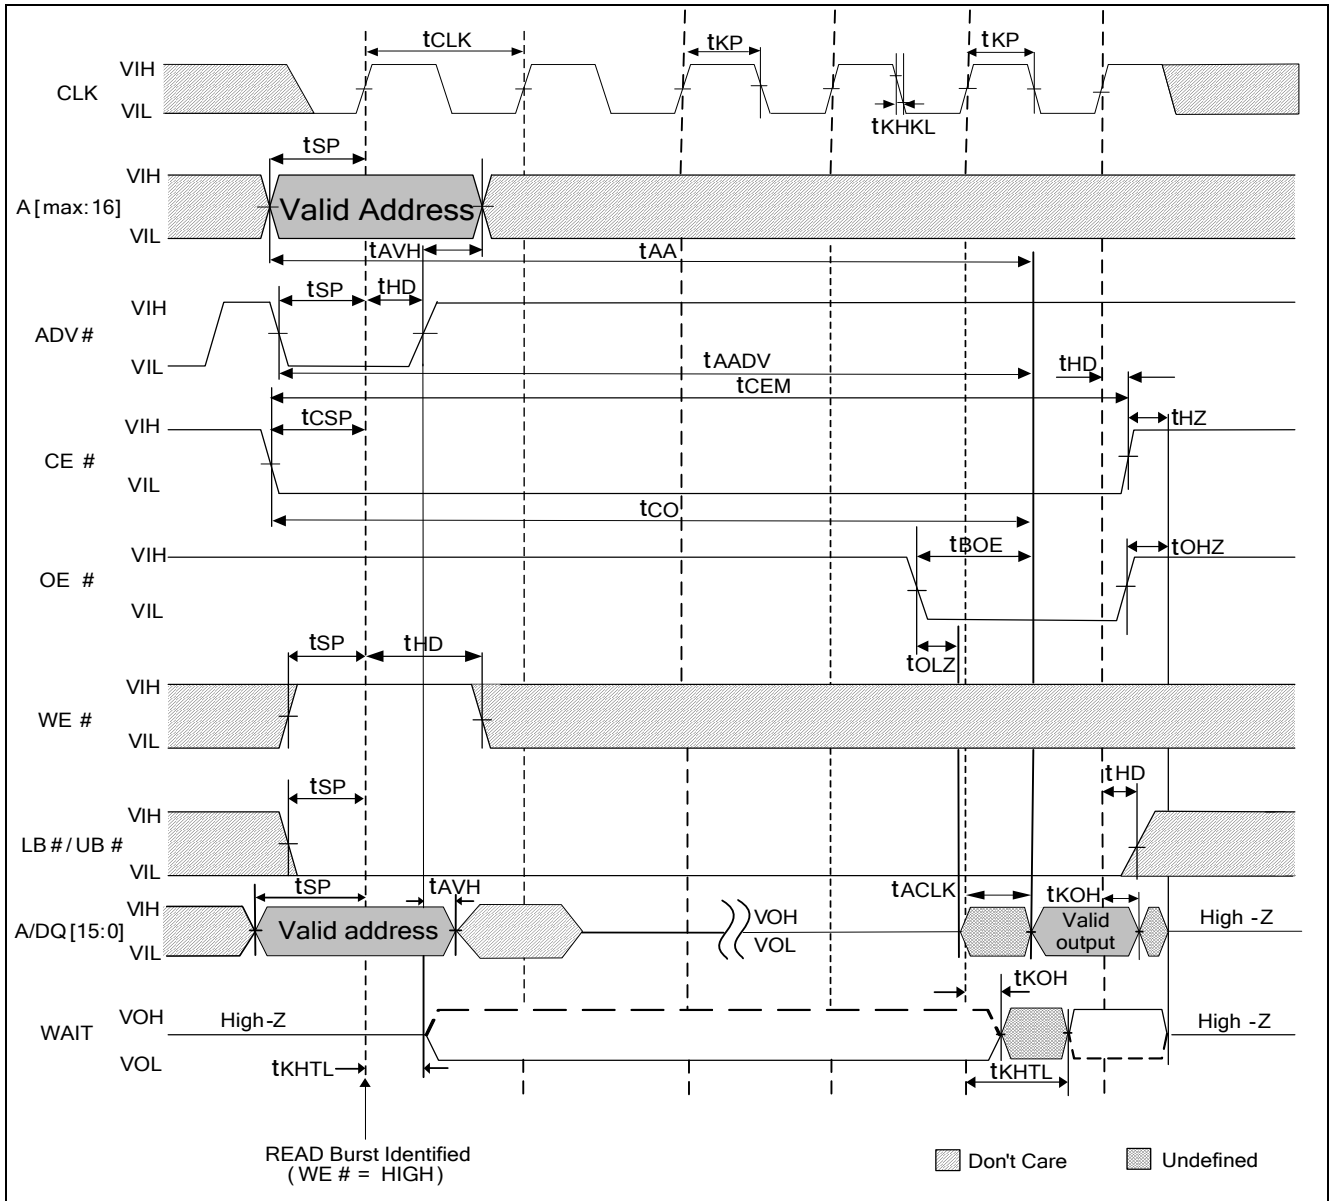 tCLK
tKP
tKP
VIH
CLK
VIL
tKHKL
tSP
VIH
A[max:16]
Valid Address
VIL
tAVH
tAA
tSP
tHD
VIH
ADV#
VIL
tAADV
tHD
tCEM
tCSP
tHZ
VIH
CE #
VIL
tCO
VIH
tBOE
tOHZ
OE #
VIL
tSP
tHD
tOLZ
VIH
WE #
VIL
tSP
tHD
VIH
LB#/UB#
VIL
tSP
tAVH
tACLK
tKOH
VIH
A/DQ[15:0]
Valid address
VOH
VOL
Valid
output
High -Z
VIL
tKOH
VOH
High-Z
High -Z
WAIT
VOL
tKHTL
tKHTL
READ Burst Identified
(WE # = HIGH)
Don't Care
Undefined